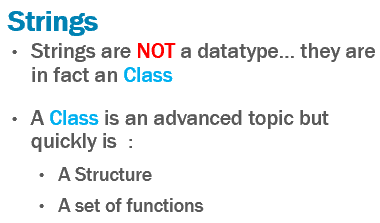 Strings
• Strings are NOT a datatype... they are
in fact an Class
• A Class is an advanced topic but
quickly is :
• A Structure
• A set of functions